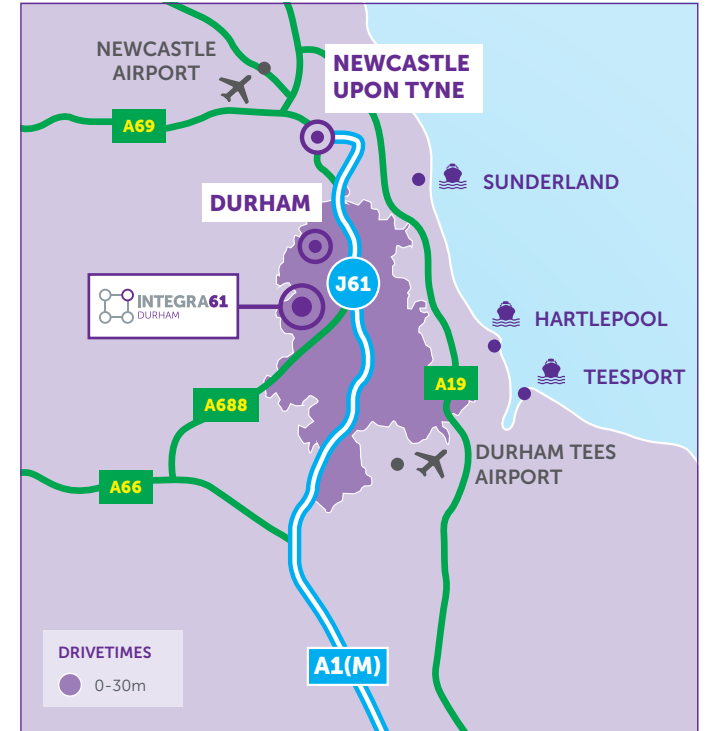 NEWCASTLE
AIRPORT
NEWCASTLE
UPON TYNE
A69
SUNDERLAND
DURHAM
J61
INTEGRA61
DURHAM
HARTLEPOOL
TEESPORT
A19
A688
DURHAM TEES
AIRPORT
A66
DRIVETIMES
0-30m
A1(M)